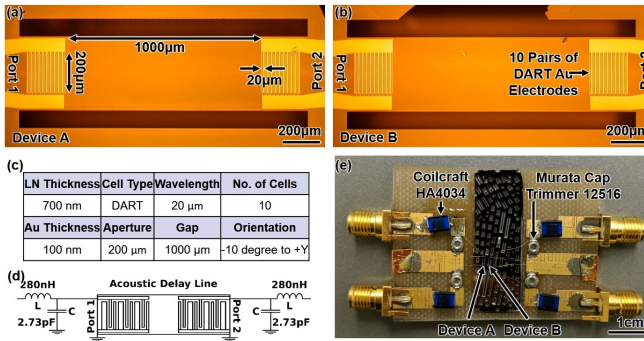 (a)
1000μm
200μm
20μm
Port 1
Port 2
Device A
200μm
(b)
Port 1
10 Pairs of
DART Au
Electrodes
Device B
200μm
(c)
LN Thickness Cell Type Wavelength No. of Cells
700 nm DART 20 μm 10
Au Thickness Aperture Gap Orientation
100 nm 200 μm 1000 μm -10 degree to +Y
(d)
280nH
Acoustic Delay Line
280nH
L
C
Port 1
Port 2
L
C
2.73pF
2.73pF
(e)
Coilcraft
HA4034
Murata Cap
Trimmer 12516
Device A Device B
1cm